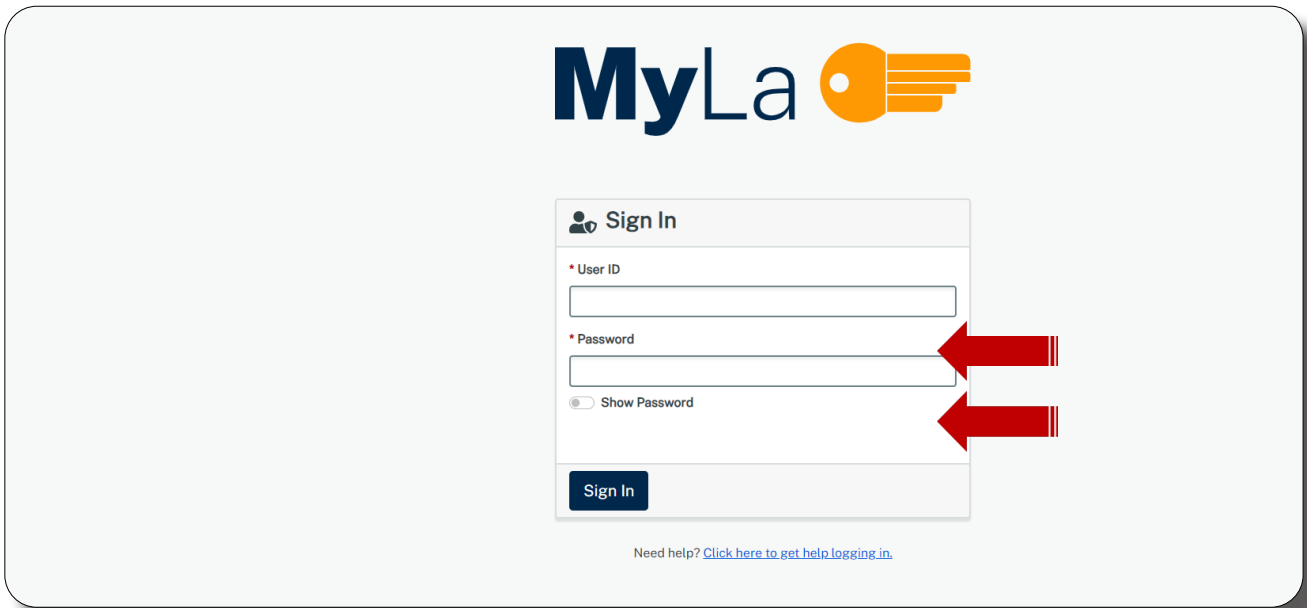 MyLa
Sign In
* User ID
* Password
Show Password
Sign In
Need help? Click here to get help logging in.